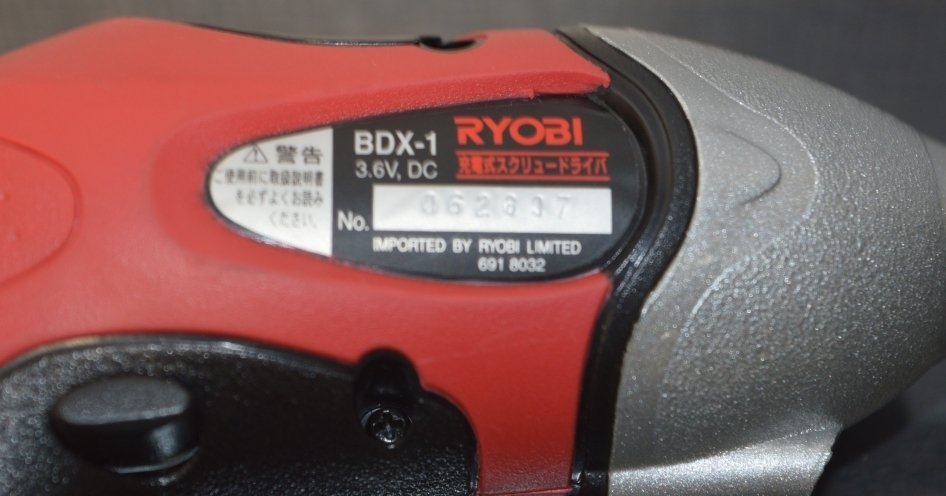 ⚠ 警告
ご使用前に取扱説明書
を必ずよくお読み
ください。
BDX-1
3.6V, DC
RYOBI
充電式スクリュードライバ
No. 062697
IMPORTED BY RYOBI LIMITED
691 8032